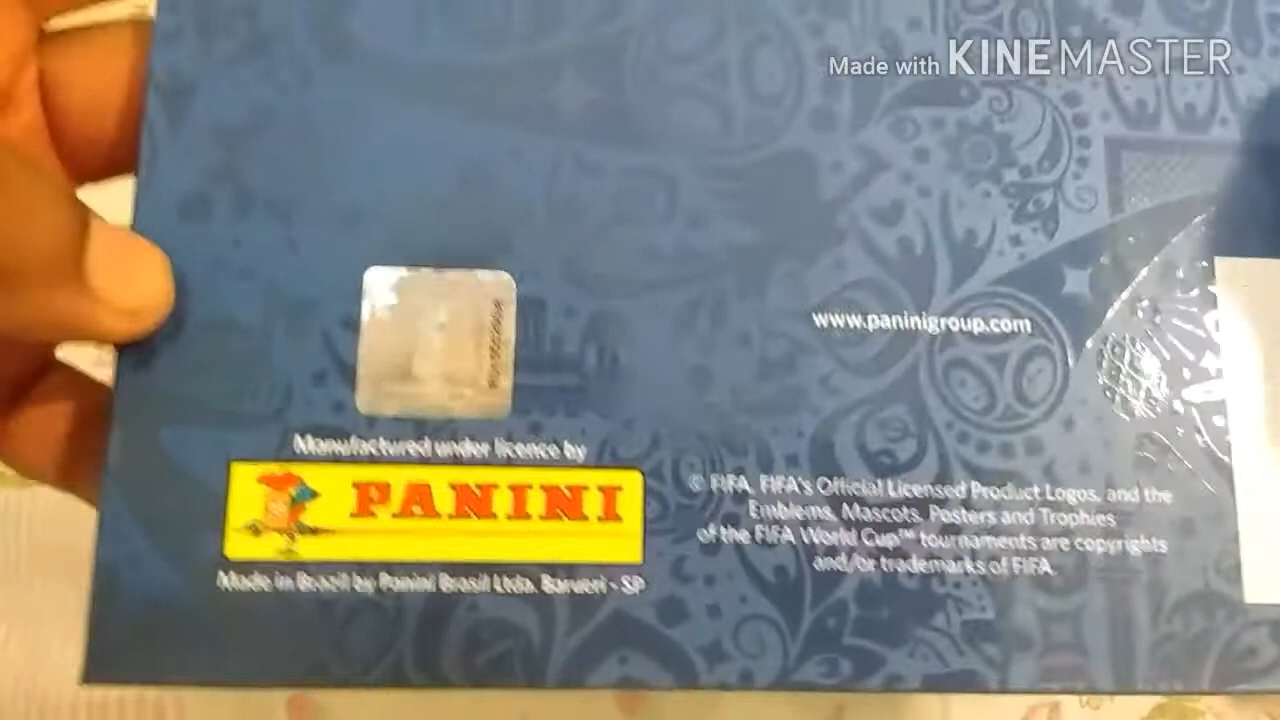 Made with KINEMASTER
www.paninigroup.com
Manufactured under licence by
PANINI
Made in Brasil by Panini Brasil Ltda. Barueri - SP
© FIFA, FIFA's Official Licensed Product Logos, and the
Emblems, Mascots, Posters and Trophies
of the FIFA World Cup™ tournaments are copyrights
and/or trademarks of FIFA.